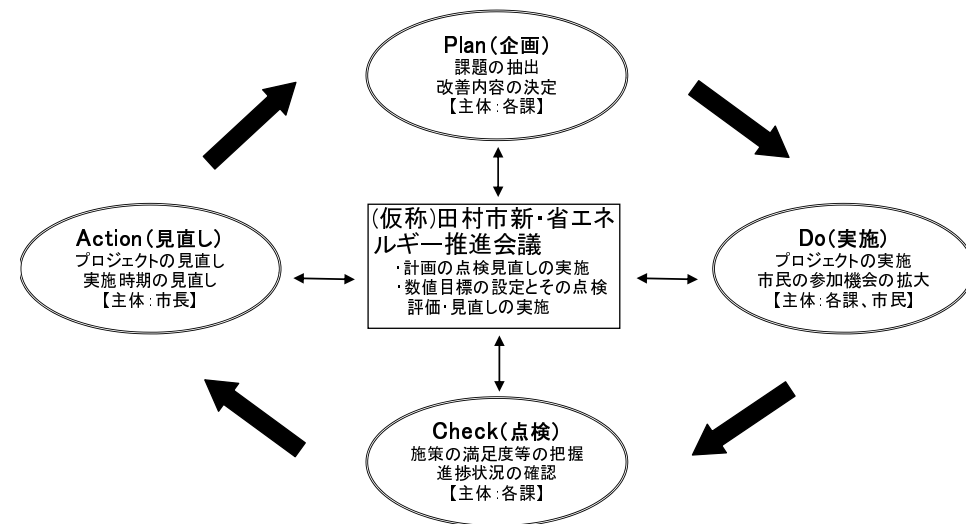 Plan(企画)
課題の抽出
改善内容の決定
【主体:各課】
(仮称)田村市新・省エネ
ルギー推進会議
・計画の点検見直しの実施
・数値目標の設定とその点検
評価・見直しの実施
Action(見直し)
プロジェクトの見直し
実施時期の見直し
【主体:市長】
Do(実施)
プロジェクトの実施
市民の参加機会の拡大
【主体:各課、市民】
Check(点検)
施策の満足度等の把握
進捗状況の確認
【主体:各課】